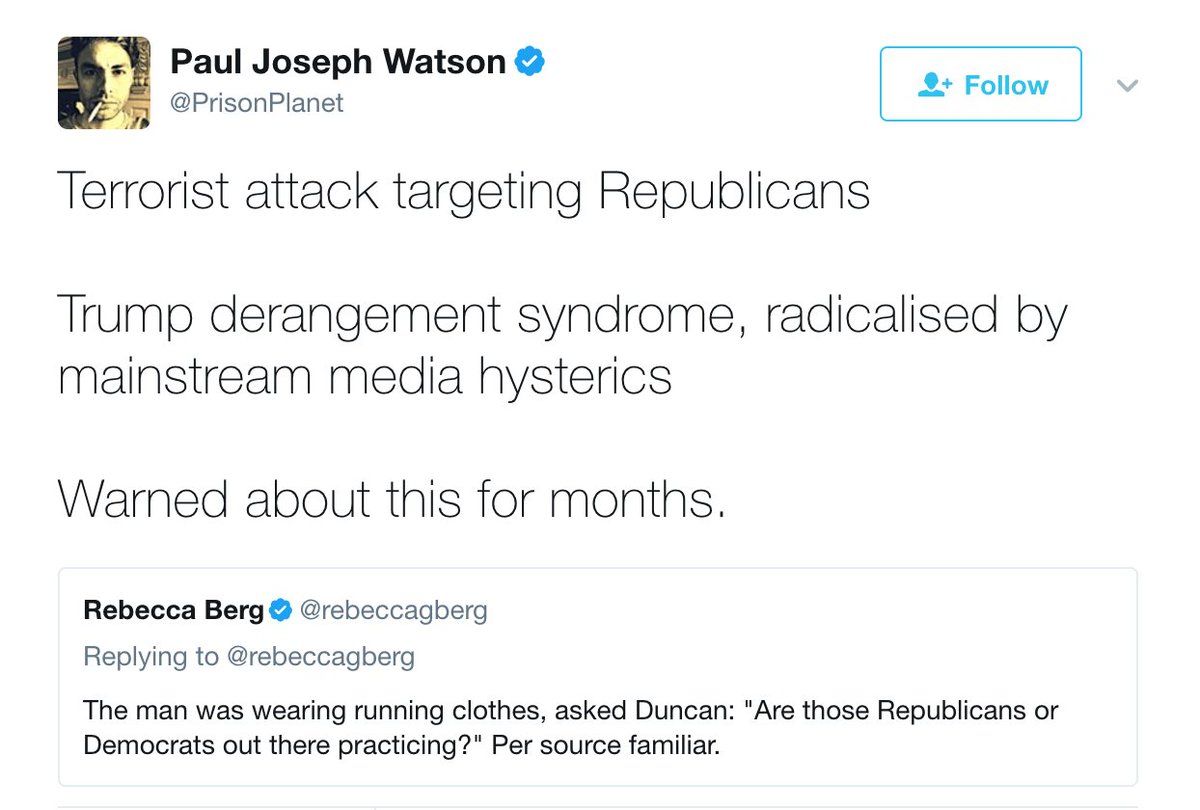 Paul Joseph Watson
@PrisonPlanet
Follow
Terrorist attack targeting Republicans
Trump derangement syndrome, radicalised by
mainstream media hysterics
Warned about this for months.
Rebecca Berg @rebeccagberg
Replying to @rebeccagberg
The man was wearing running clothes, asked Duncan: "Are those Republicans or
Democrats out there practicing?" Per source familiar.